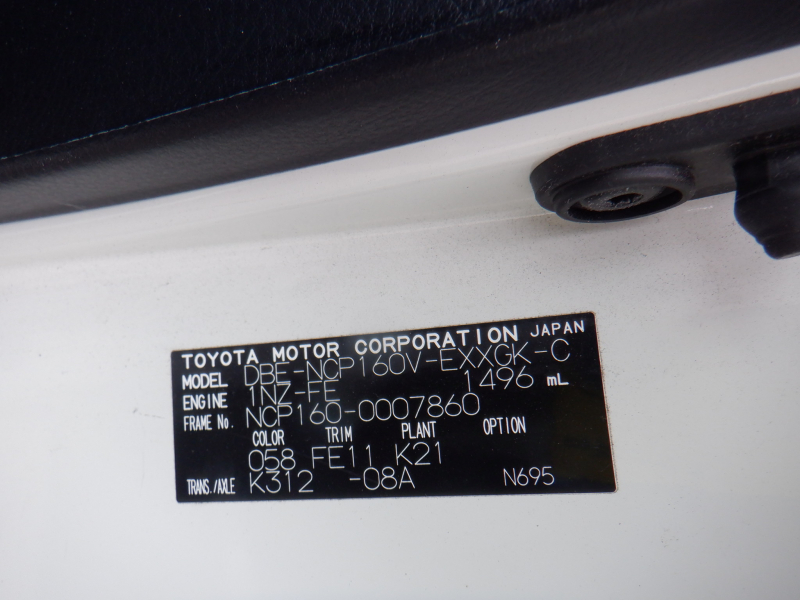 TOYOTA MOTOR CORPORATION JAPAN
MODEL DBE-NCP160V-EXXGK-C
ENGINE 1NZ-FE 1496 mL
FRAME No. NCP160-0007860
COLOR TRIM PLANT OPTION
058 FE11 K21
TRANS./AXLE K312 -08A N695